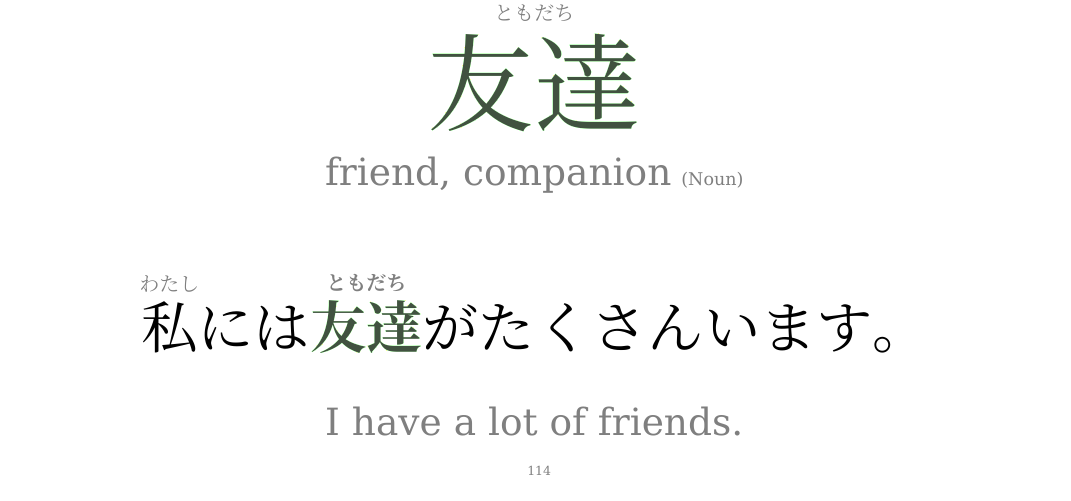 ともだち
友達
friend, companion (Noun)
わたし ともだち
私には友達がたくさんいます。
I have a lot of friends.
114